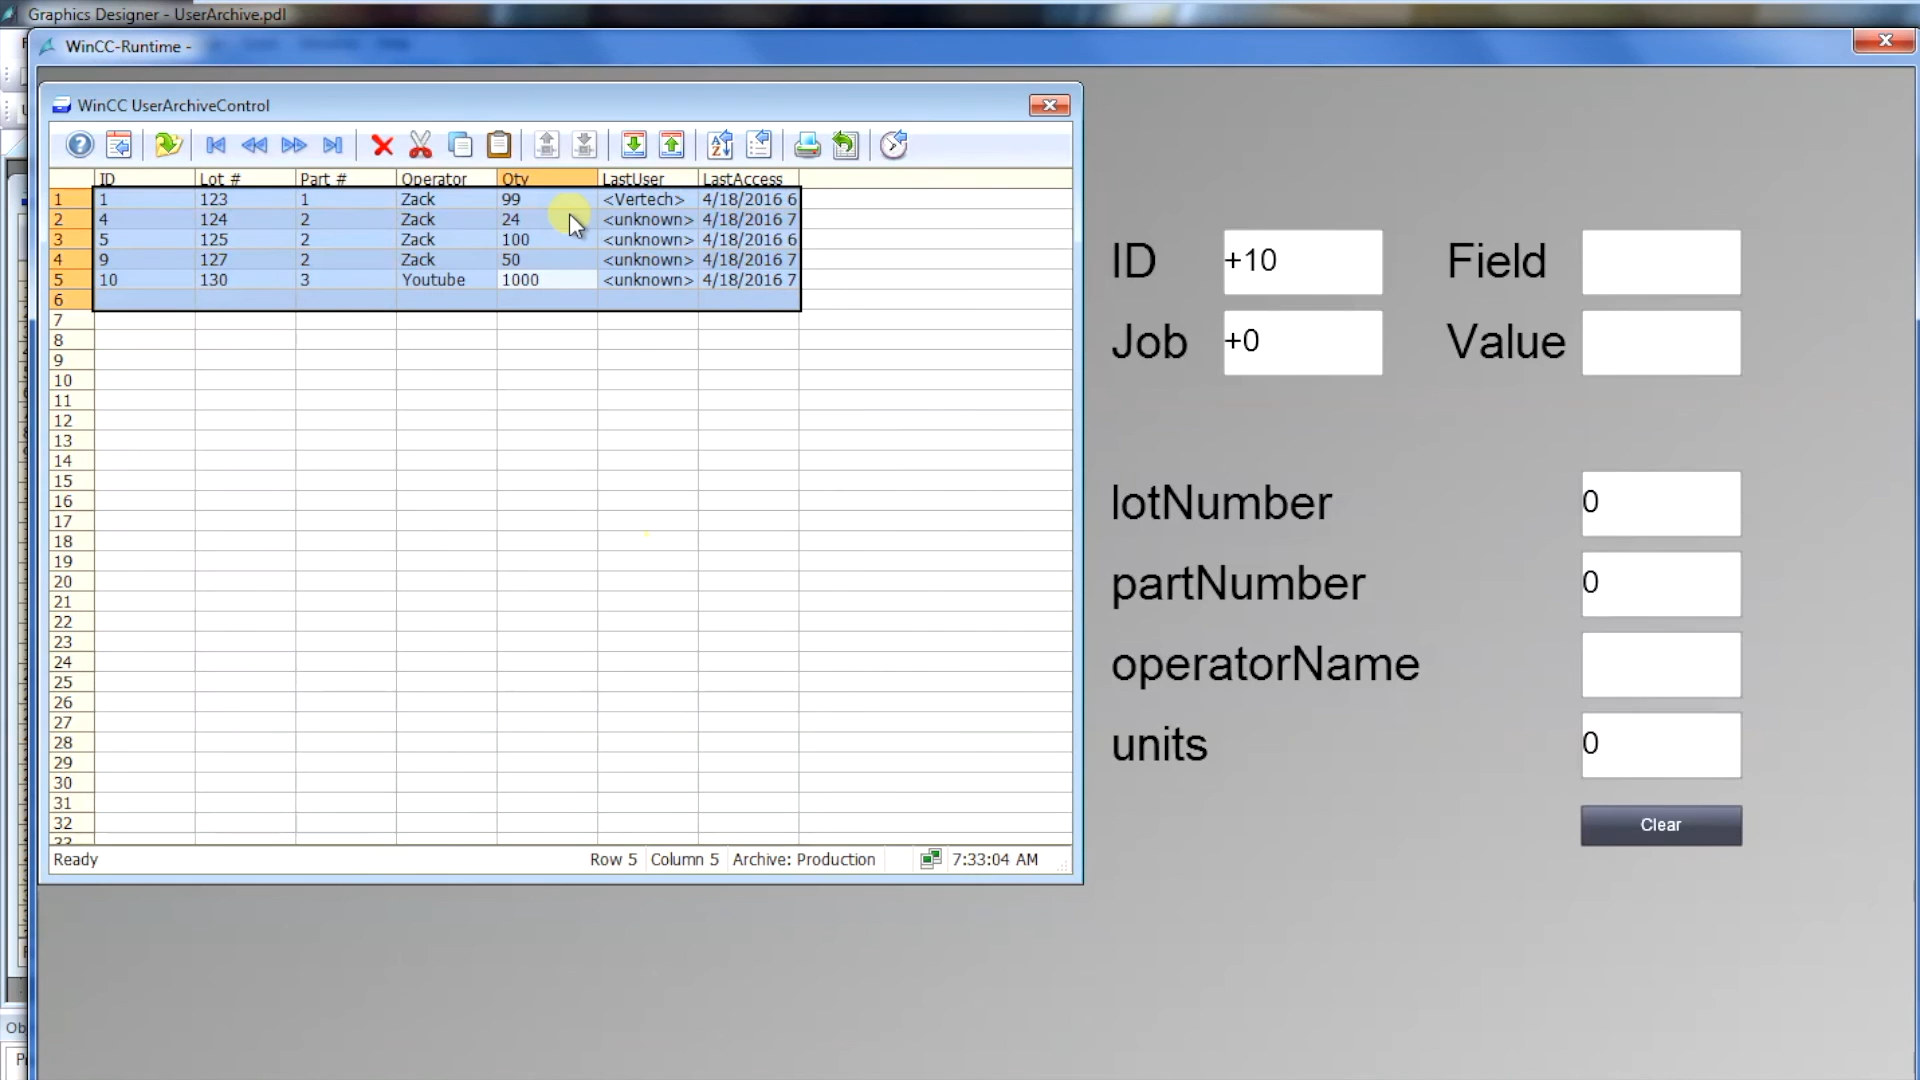 Graphics Designer - UserArchive.pdl
WinCC-Runtime -
WinCC UserArchiveControl
ID Lot # Part # Operator Qty LastUser LastAccess
1 1 123 1 Zack 99 <Vertech> 4/18/2016 6
2 4 124 2 Zack 24 <unknown> 4/18/2016 7
3 5 125 2 Zack 100 <unknown> 4/18/2016 6
4 9 127 2 Zack 50 <unknown> 4/18/2016 7
5 10 130 3 Youtube 1000 <unknown> 4/18/2016 7
6
7
8
9
10
11
12
13
14
15
16
17
18
19
20
21
22
23
24
25
26
27
28
29
30
31
32
33
Ready Row 5 Column 5 Archive: Production 7:33:04 AM
ID +10 Field
Job +0 Value
lotNumber 0
partNumber 0
operatorName
units 0
Clear
Ob